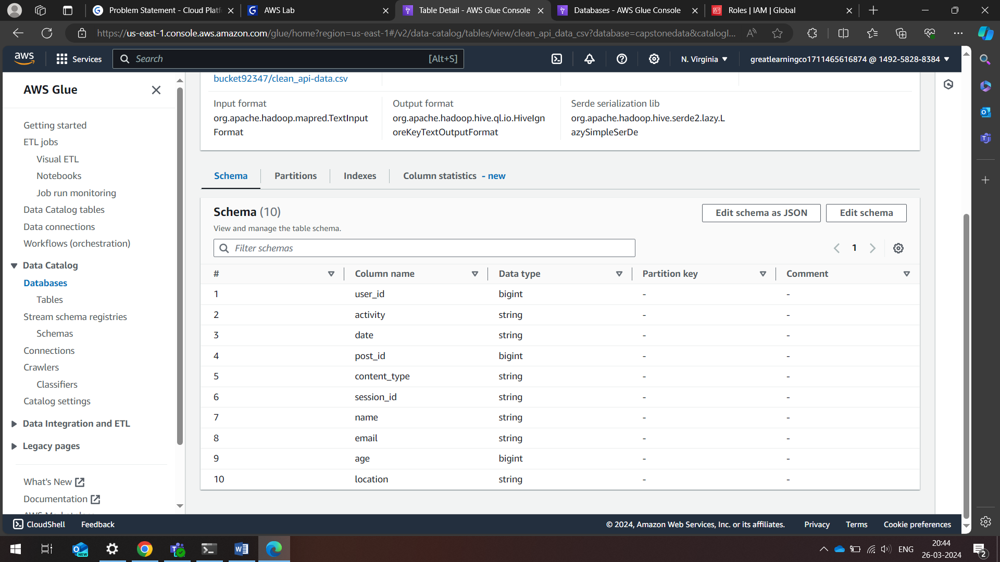 Problem Statement - Cloud Platf
AWS Lab
Table Detail - AWS Glue Console
Databases - AWS Glue Console
Roles | IAM | Global
https://us-east-1.console.aws.amazon.com/glue/home?region=us-east-1#/v2/data-catalog/tables/view/clean_api_data_csv?database=capstonedata&catalogI...
aws
Services
Search
[Alt+S]
N. Virginia
greatlearningco1711465616874 @ 1492-5828-8384
AWS Glue
Getting started
ETL jobs
Visual ETL
Notebooks
Job run monitoring
Data Catalog tables
Data connections
Workflows (orchestration)
Data Catalog
Databases
Tables
Stream schema registries
Schemas
Connections
Crawlers
Classifiers
Catalog settings
Data Integration and ETL
Legacy pages
What's New
Documentation
bucket92347/clean_api-data.csv
Input format
org.apache.hadoop.mapred.TextInput
Format
Output format
org.apache.hadoop.hive.ql.io.HiveIgn
oreKeyTextOutputFormat
Serde serialization lib
org.apache.hadoop.hive.serde2.lazy.L
azySimpleSerDe
Schema
Partitions
Indexes
Column statistics - new
Schema (10)
View and manage the table schema.
Edit schema as JSON
Edit schema
Filter schemas
1
# Column name Data type Partition key Comment
1 user_id bigint - -
2 activity string - -
3 date string - -
4 post_id bigint - -
5 content_type string - -
6 session_id string - -
7 name string - -
8 email string - -
9 age bigint - -
10 location string - -
CloudShell
Feedback
© 2024, Amazon Web Services, Inc. or its affiliates.
Privacy
Terms
Cookie preferences
ENG
20:44
26-03-2024
2